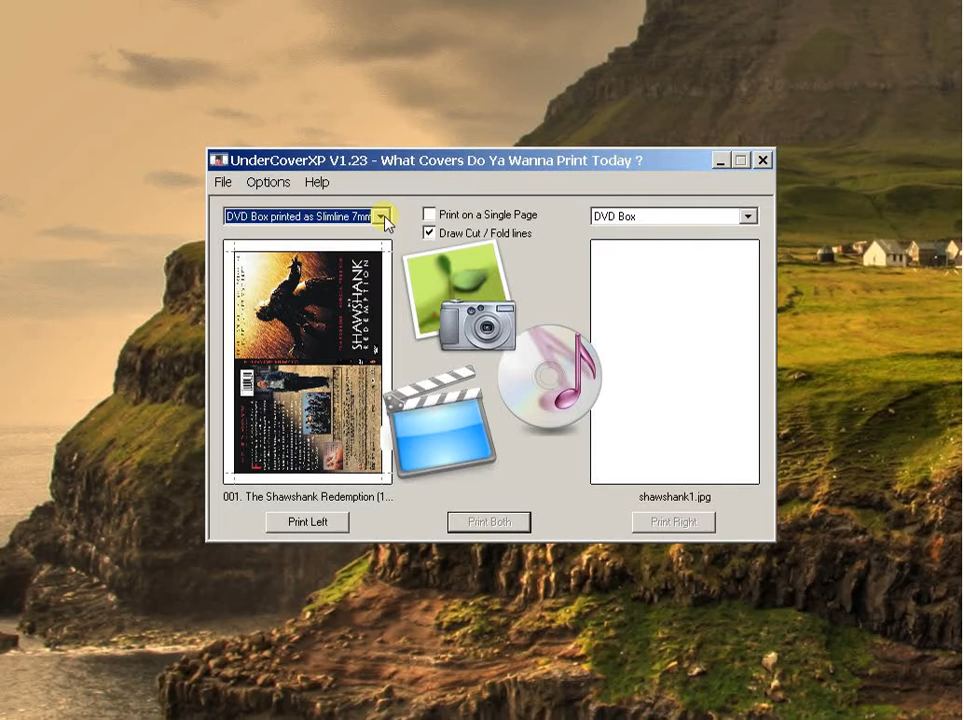 UnderCoverXP V1.23 - What Covers Do Ya Wanna Print Today ?
File Options Help
DVD Box printed as Slimline 7mm
Print on a Single Page
DVD Box
Draw Cut / Fold lines
SHAWSHANK
REDEMPTION
001. The Shawshank Redemption (1...
shawshank1.jpg
Print Left
Print Both
Print Right